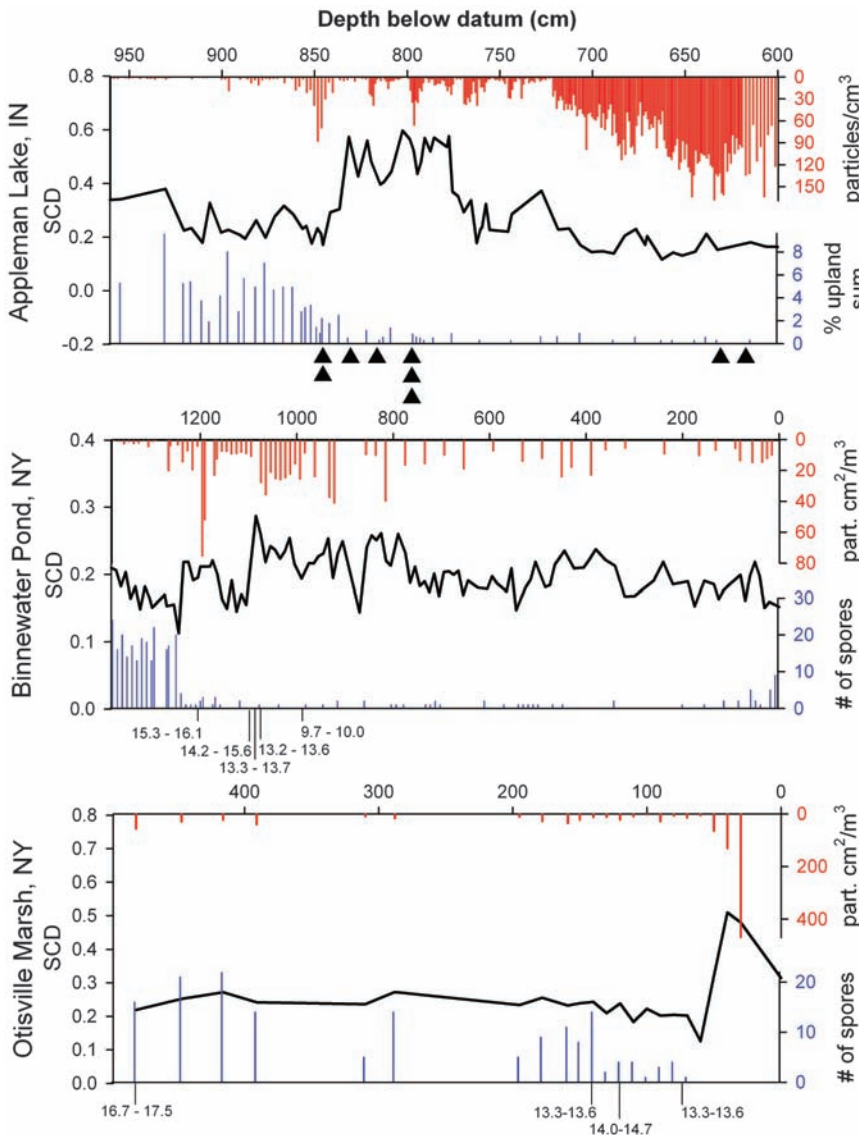 Depth below datum (cm)
950 900 850 800 750 700 650 600
Appleman Lake, IN
SCD
0.8
0.6
0.4
0.2
0.0
-0.2
0
30
60
90
120
150
particles/cm3
8
6
4
2
0
% upland sum
1200 1000 800 600 400 200 0
Binnewater Pond, NY
SCD
0.4
0.3
0.2
0.1
0.0
0
20
40
60
80
part. cm2/m3
30
20
10
0
# of spores
15.3 - 16.1
14.2 - 15.6
13.3 - 13.7
13.2 - 13.6
9.7 - 10.0
400 300 200 100 0
Otisville Marsh, NY
SCD
0.8
0.7
0.6
0.5
0.4
0.3
0.2
0.1
0.0
0
200
400
part. cm2/m3
20
10
0
# of spores
16.7 - 17.5
13.3-13.6
14.0-14.7
13.3-13.6